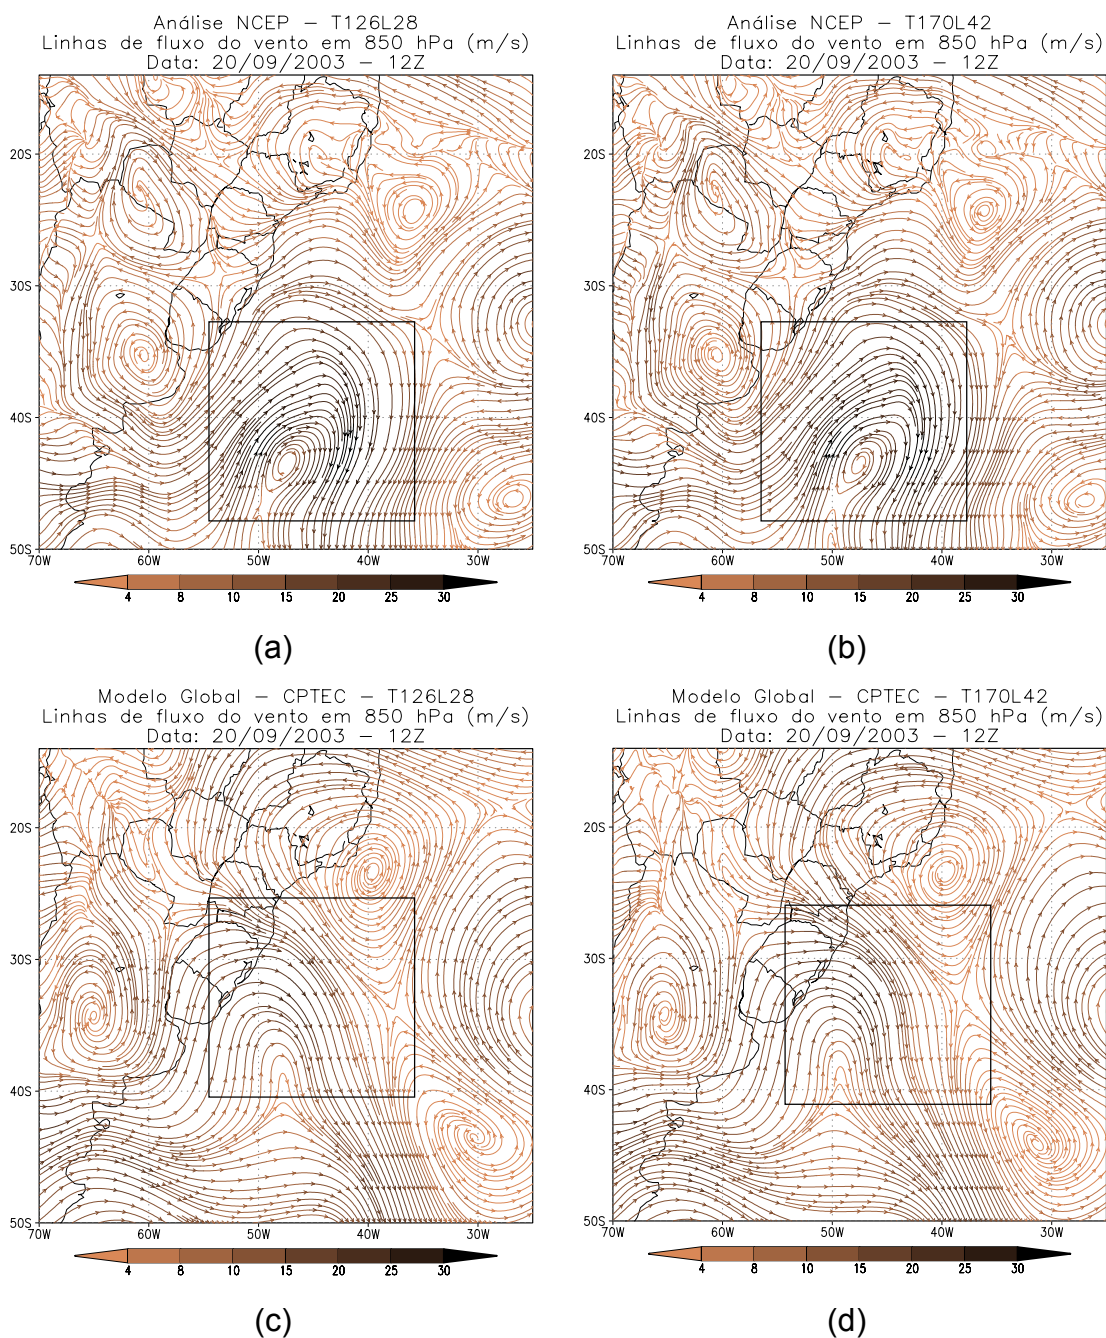 Análise NCEP – T126L28
Linhas de fluxo do vento em 850 hPa (m/s)
Data: 20/09/2003 – 12Z
20S
30S
40S
50S
70W 60W 50W 40W 30W
4 8 10 15 20 25 30
(a)
Análise NCEP – T170L42
Linhas de fluxo do vento em 850 hPa (m/s)
Data: 20/09/2003 – 12Z
20S
30S
40S
50S
70W 60W 50W 40W 30W
4 8 10 15 20 25 30
(b)
Modelo Global – CPTEC – T126L28
Linhas de fluxo do vento em 850 hPa (m/s)
Data: 20/09/2003 – 12Z
20S
30S
40S
50S
70W 60W 50W 40W 30W
4 8 10 15 20 25 30
(c)
Modelo Global – CPTEC – T170L42
Linhas de fluxo do vento em 850 hPa (m/s)
Data: 20/09/2003 – 12Z
20S
30S
40S
50S
70W 60W 50W 40W 30W
4 8 10 15 20 25 30
(d)